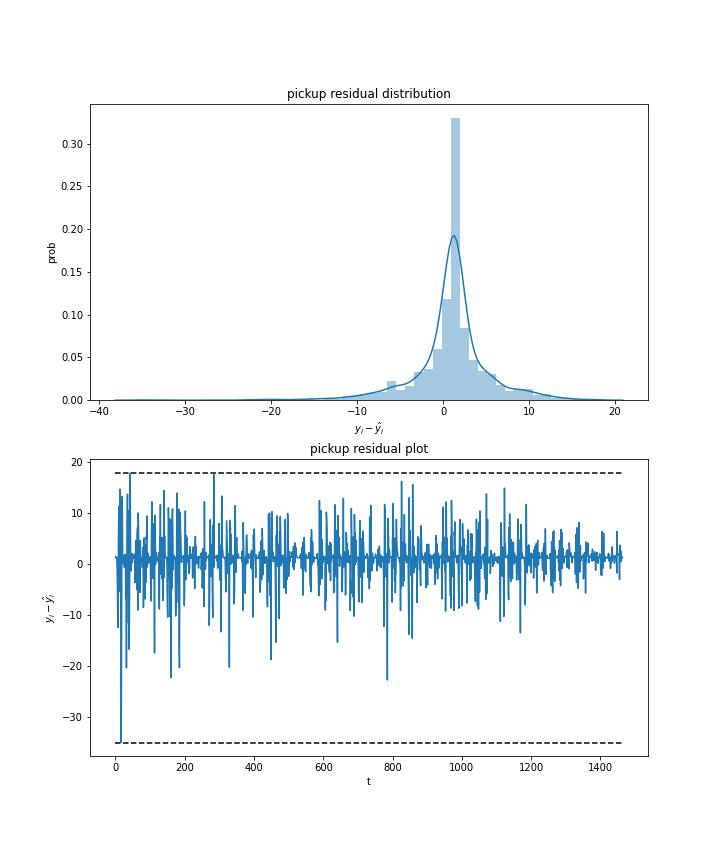 pickup residual distribution
0.30
0.25
0.20
0.15
0.10
0.05
0.00
prob
−40 −30 −20 −10 0 10 20
$y_i - \hat{y_i}$
pickup residual plot
20
10
0
−10
−20
−30
$y_i - \hat{y_i}$
0 200 400 600 800 1000 1200 1400
t